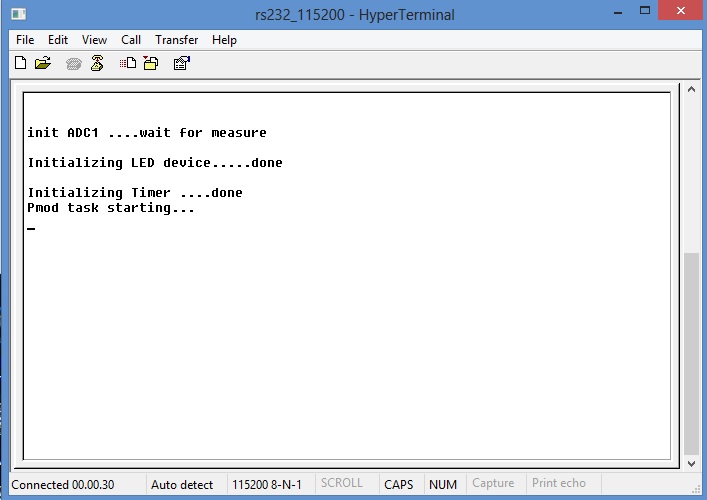 rs232_115200 - HyperTerminal
File Edit View Call Transfer Help
init ADC1 ....wait for measure
Initializing LED device.....done
Initializing Timer ....done
Pmod task starting...
Connected 00.00.30 Auto detect 115200 8-N-1 SCROLL CAPS NUM Capture Print echo